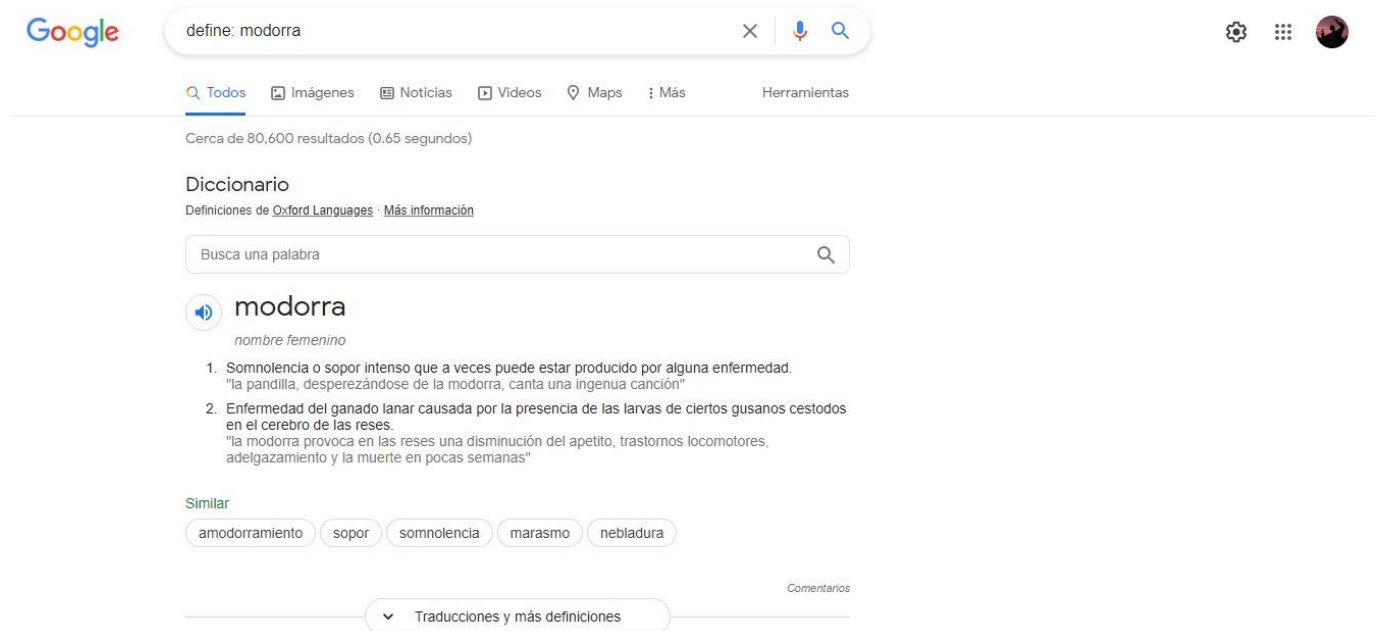 Google
define: modorra
Todos Imágenes Noticias Videos Maps Más Herramientas
Cerca de 80,600 resultados (0.65 segundos)
Diccionario
Definiciones de Oxford Languages · Más información
Busca una palabra
modorra
nombre femenino
1. Somnolencia o sopor intenso que a veces puede estar producido por alguna enfermedad.
"la pandilla, desperezándose de la modorra, canta una ingenua canción"
2. Enfermedad del ganado lanar causada por la presencia de las larvas de ciertos gusanos cestodos
en el cerebro de las reses.
"la modorra provoca en las reses una disminución del apetito, trastornos locomotores,
adelgazamiento y la muerte en pocas semanas"
Similar
amodorramiento sopor somnolencia marasmo nebladura
Comentarios
Traducciones y más definiciones